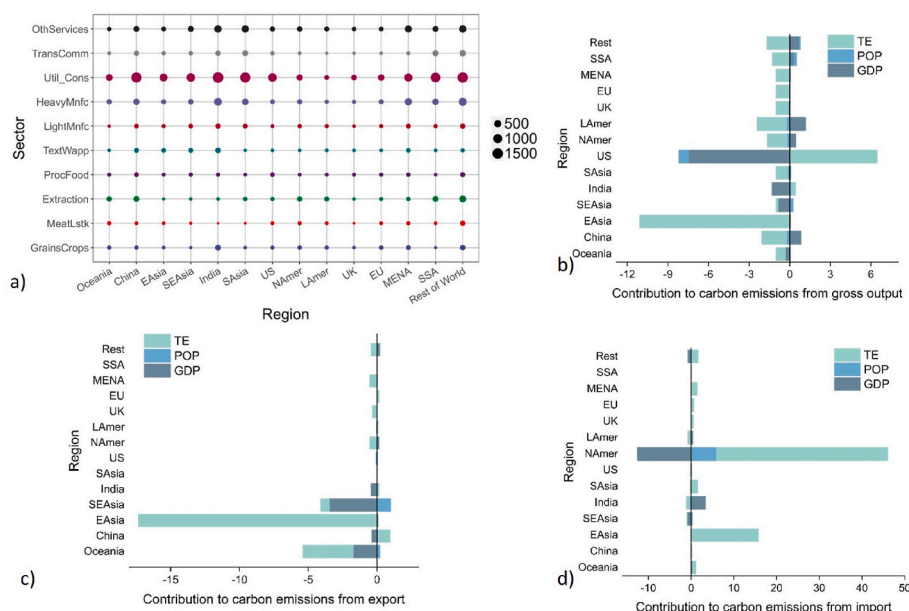 OthServices
TransComm
Util_Cons
HeavyMnfc
LightMnfc
TextWapp
ProcFood
Extraction
MeatLstk
GrainsCrops
Sector
Oceania
China
EAsia
SEAsia
India
SAsia
US
NAmer
LAmer
UK
EU
MENA
SSA
Rest of World
Region
500
1000
1500
a)
Rest
SSA
MENA
EU
UK
LAmer
NAmer
US
SAsia
India
SEAsia
EAsia
China
Oceania
Region
TE
POP
GDP
-12 -9 -6 -3 0 3 6
Contribution to carbon emissions from gross output
b)
Rest
SSA
MENA
EU
UK
LAmer
NAmer
US
SAsia
India
SEAsia
EAsia
China
Oceania
Region
TE
POP
GDP
-15 -10 -5 0
Contribution to carbon emissions from export
c)
Rest
SSA
MENA
EU
UK
LAmer
NAmer
US
SAsia
India
SEAsia
EAsia
China
Oceania
Region
TE
POP
GDP
-10 0 10 20 30 40 50
Contribution to carbon emissions from import
d)